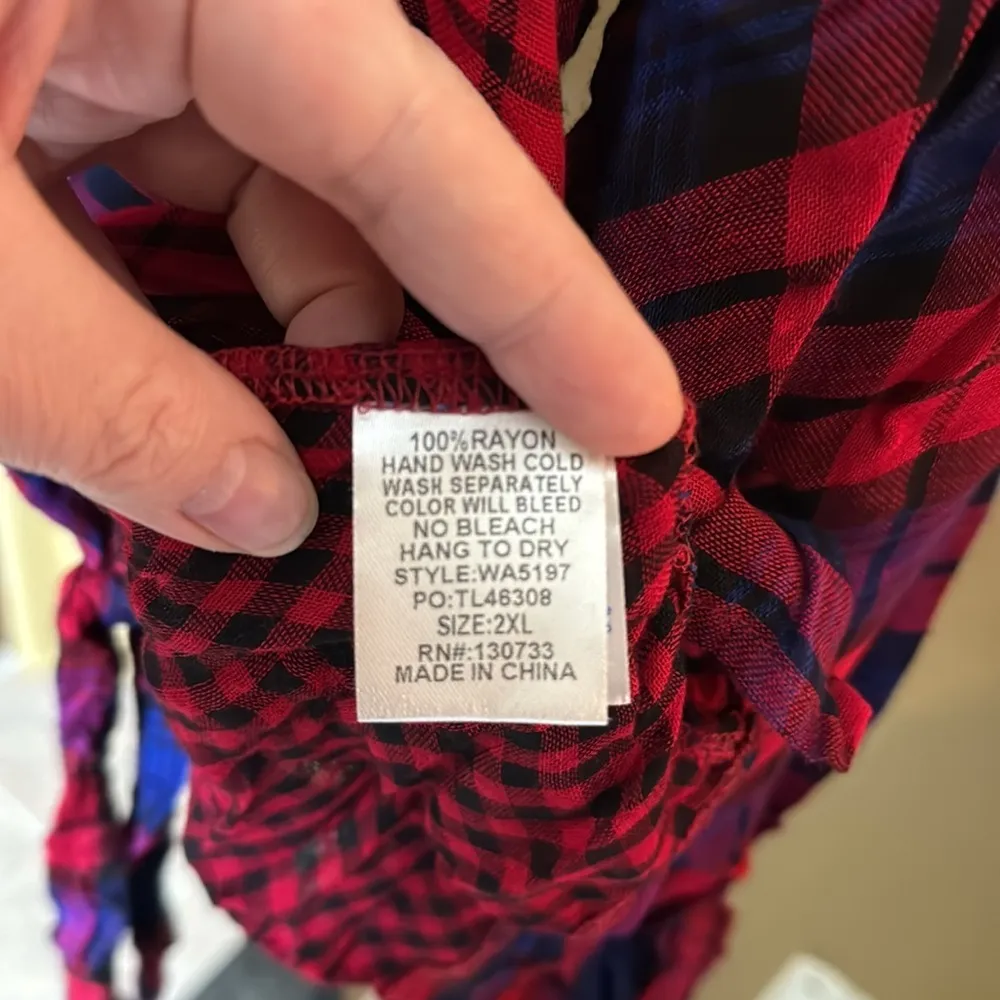 100%RAYON
HAND WASH COLD
WASH SEPARATELY
COLOR WILL BLEED
NO BLEACH
HANG TO DRY
STYLE:WA5197
PO:TL46308
SIZE:2XL
RN#:130733
MADE IN CHINA